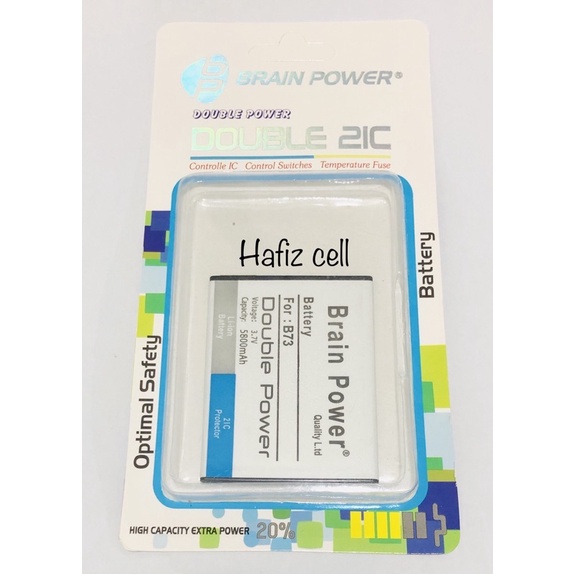 BRAIN POWER®
DOUBLE POWER
DOUBLE 2IC
Controlle IC Control Switches Temperature Fuse
Hafiz cell
Optimal Safety
Battery
Brain Power®
Quality L.td
Battery
For : B73
Double Power
Voltage: 3.7V
Capacity: 5800mAh
Li-ion
Battery
2IC
Protector
HIGH CAPACITY EXTRA POWER 20%